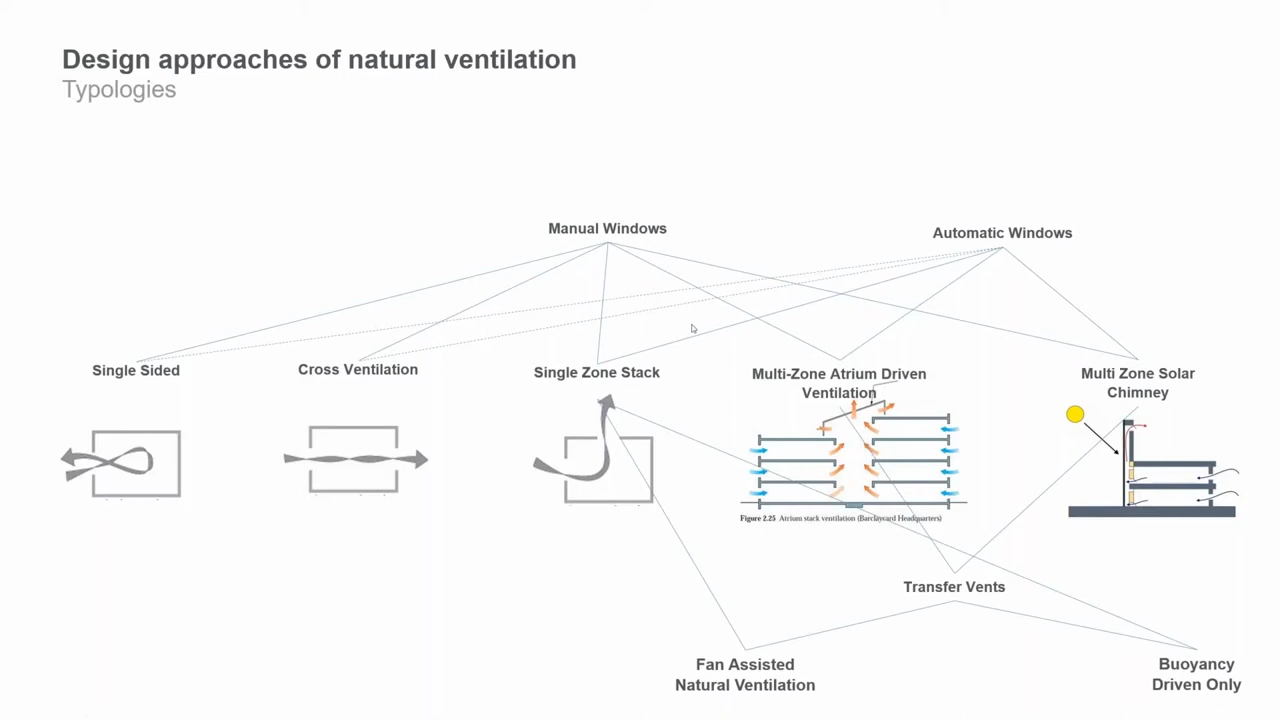 Design approaches of natural ventilation
Typologies
Manual Windows
Automatic Windows
Single Sided
Cross Ventilation
Single Zone Stack
Multi-Zone Atrium Driven
Ventilation
Multi Zone Solar
Chimney
Figure 2.25 Atrium stack ventilation (Barclaycard Headquarters)
Transfer Vents
Fan Assisted
Natural Ventilation
Buoyancy
Driven Only